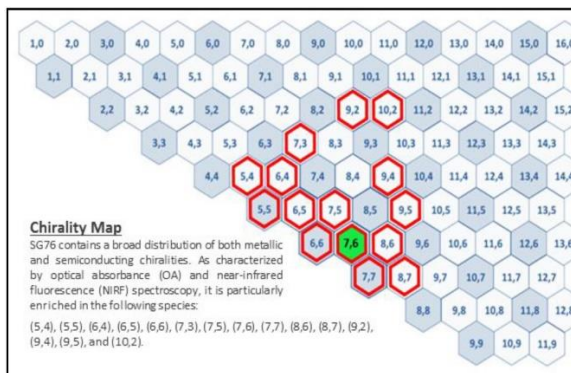 1,0 2,0 3,0 4,0 5,0 6,0 7,0 8,0 9,0 10,0 11,0 12,0 13,0 14,0 15,0 16,0
1,1 2,1 3,1 4,1 5,1 6,1 7,1 8,1 9,1 10,1 11,1 12,1 13,1 14,1 15,1
2,2 3,2 4,2 5,2 6,2 7,2 8,2 9,2 10,2 11,2 12,2 13,2 14,2 15,2
3,3 4,3 5,3 6,3 7,3 8,3 9,3 10,3 11,3 12,3 13,3 14,3
4,4 5,4 6,4 7,4 8,4 9,4 10,4 11,4 12,4 13,4 14,4
5,5 6,5 7,5 8,5 9,5 10,5 11,5 12,5 13,5
6,6 7,6 8,6 9,6 10,6 11,6 12,6 13,6
7,7 8,7 9,7 10,7 11,7 12,7
8,8 9,8 10,8 11,8 12,8
9,9 10,9 11,9
Chirality Map
SG76 contains a broad distribution of both metallic
and semiconducting chiralities. As characterized
by optical absorbance (OA) and near-infrared
fluorescence (NIRF) spectroscopy, it is particularly
enriched in the following species:
(5,4), (5,5), (6,4), (6,5), (6,6), (7,3), (7,5), (7,6), (7,7), (8,6), (8,7), (9,2),
(9,4), (9,5), and (10,2).